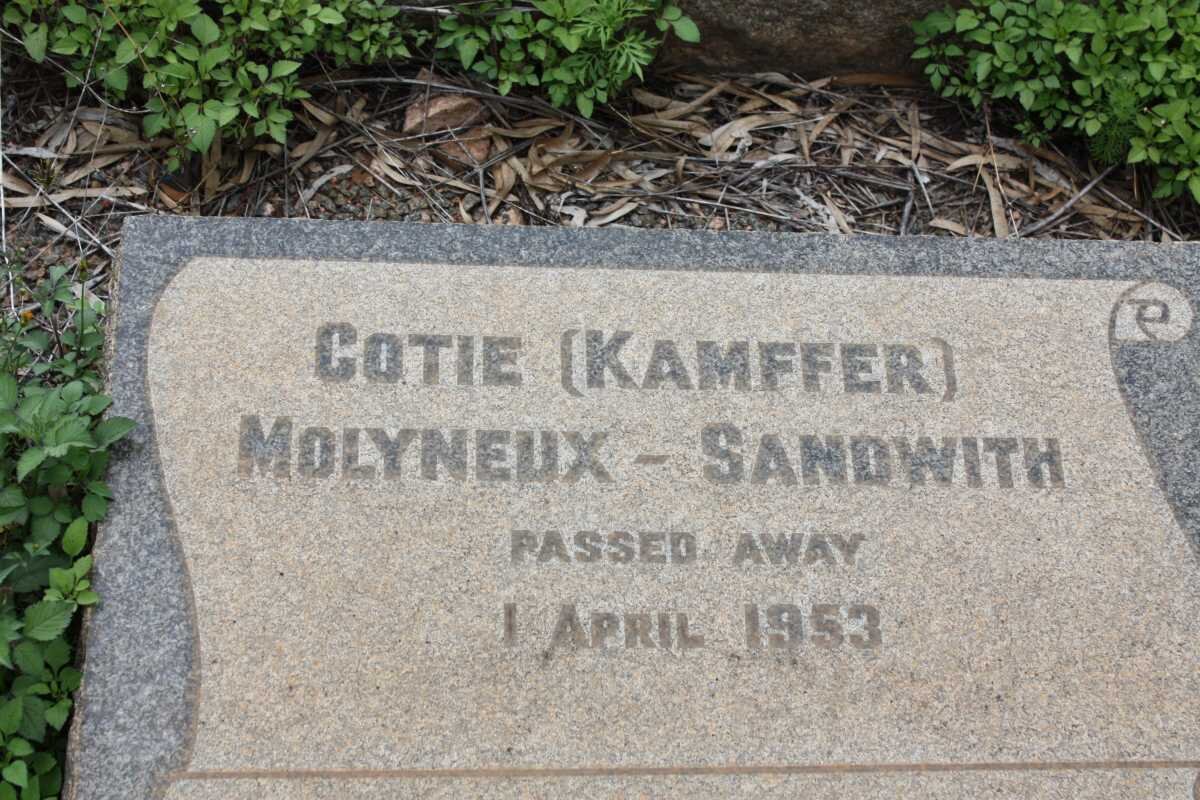 COTIE (KAMFFER)
MOLYNEUX - SANDWITH
PASSED AWAY
1 APRIL 1953